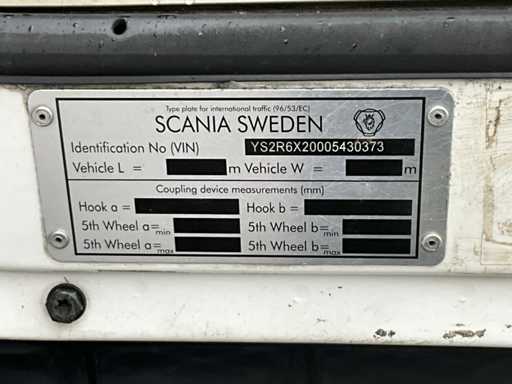 Type plate for international traffic (96/53/EC)
SCANIA SWEDEN
Identification No (VIN) YS2R6X20005430373
Vehicle L = m Vehicle W = m
Coupling device measurements (mm)
Hook a = Hook b =
5th Wheel a min = 5th Wheel b min =
5th Wheel a max = 5th Wheel b max =